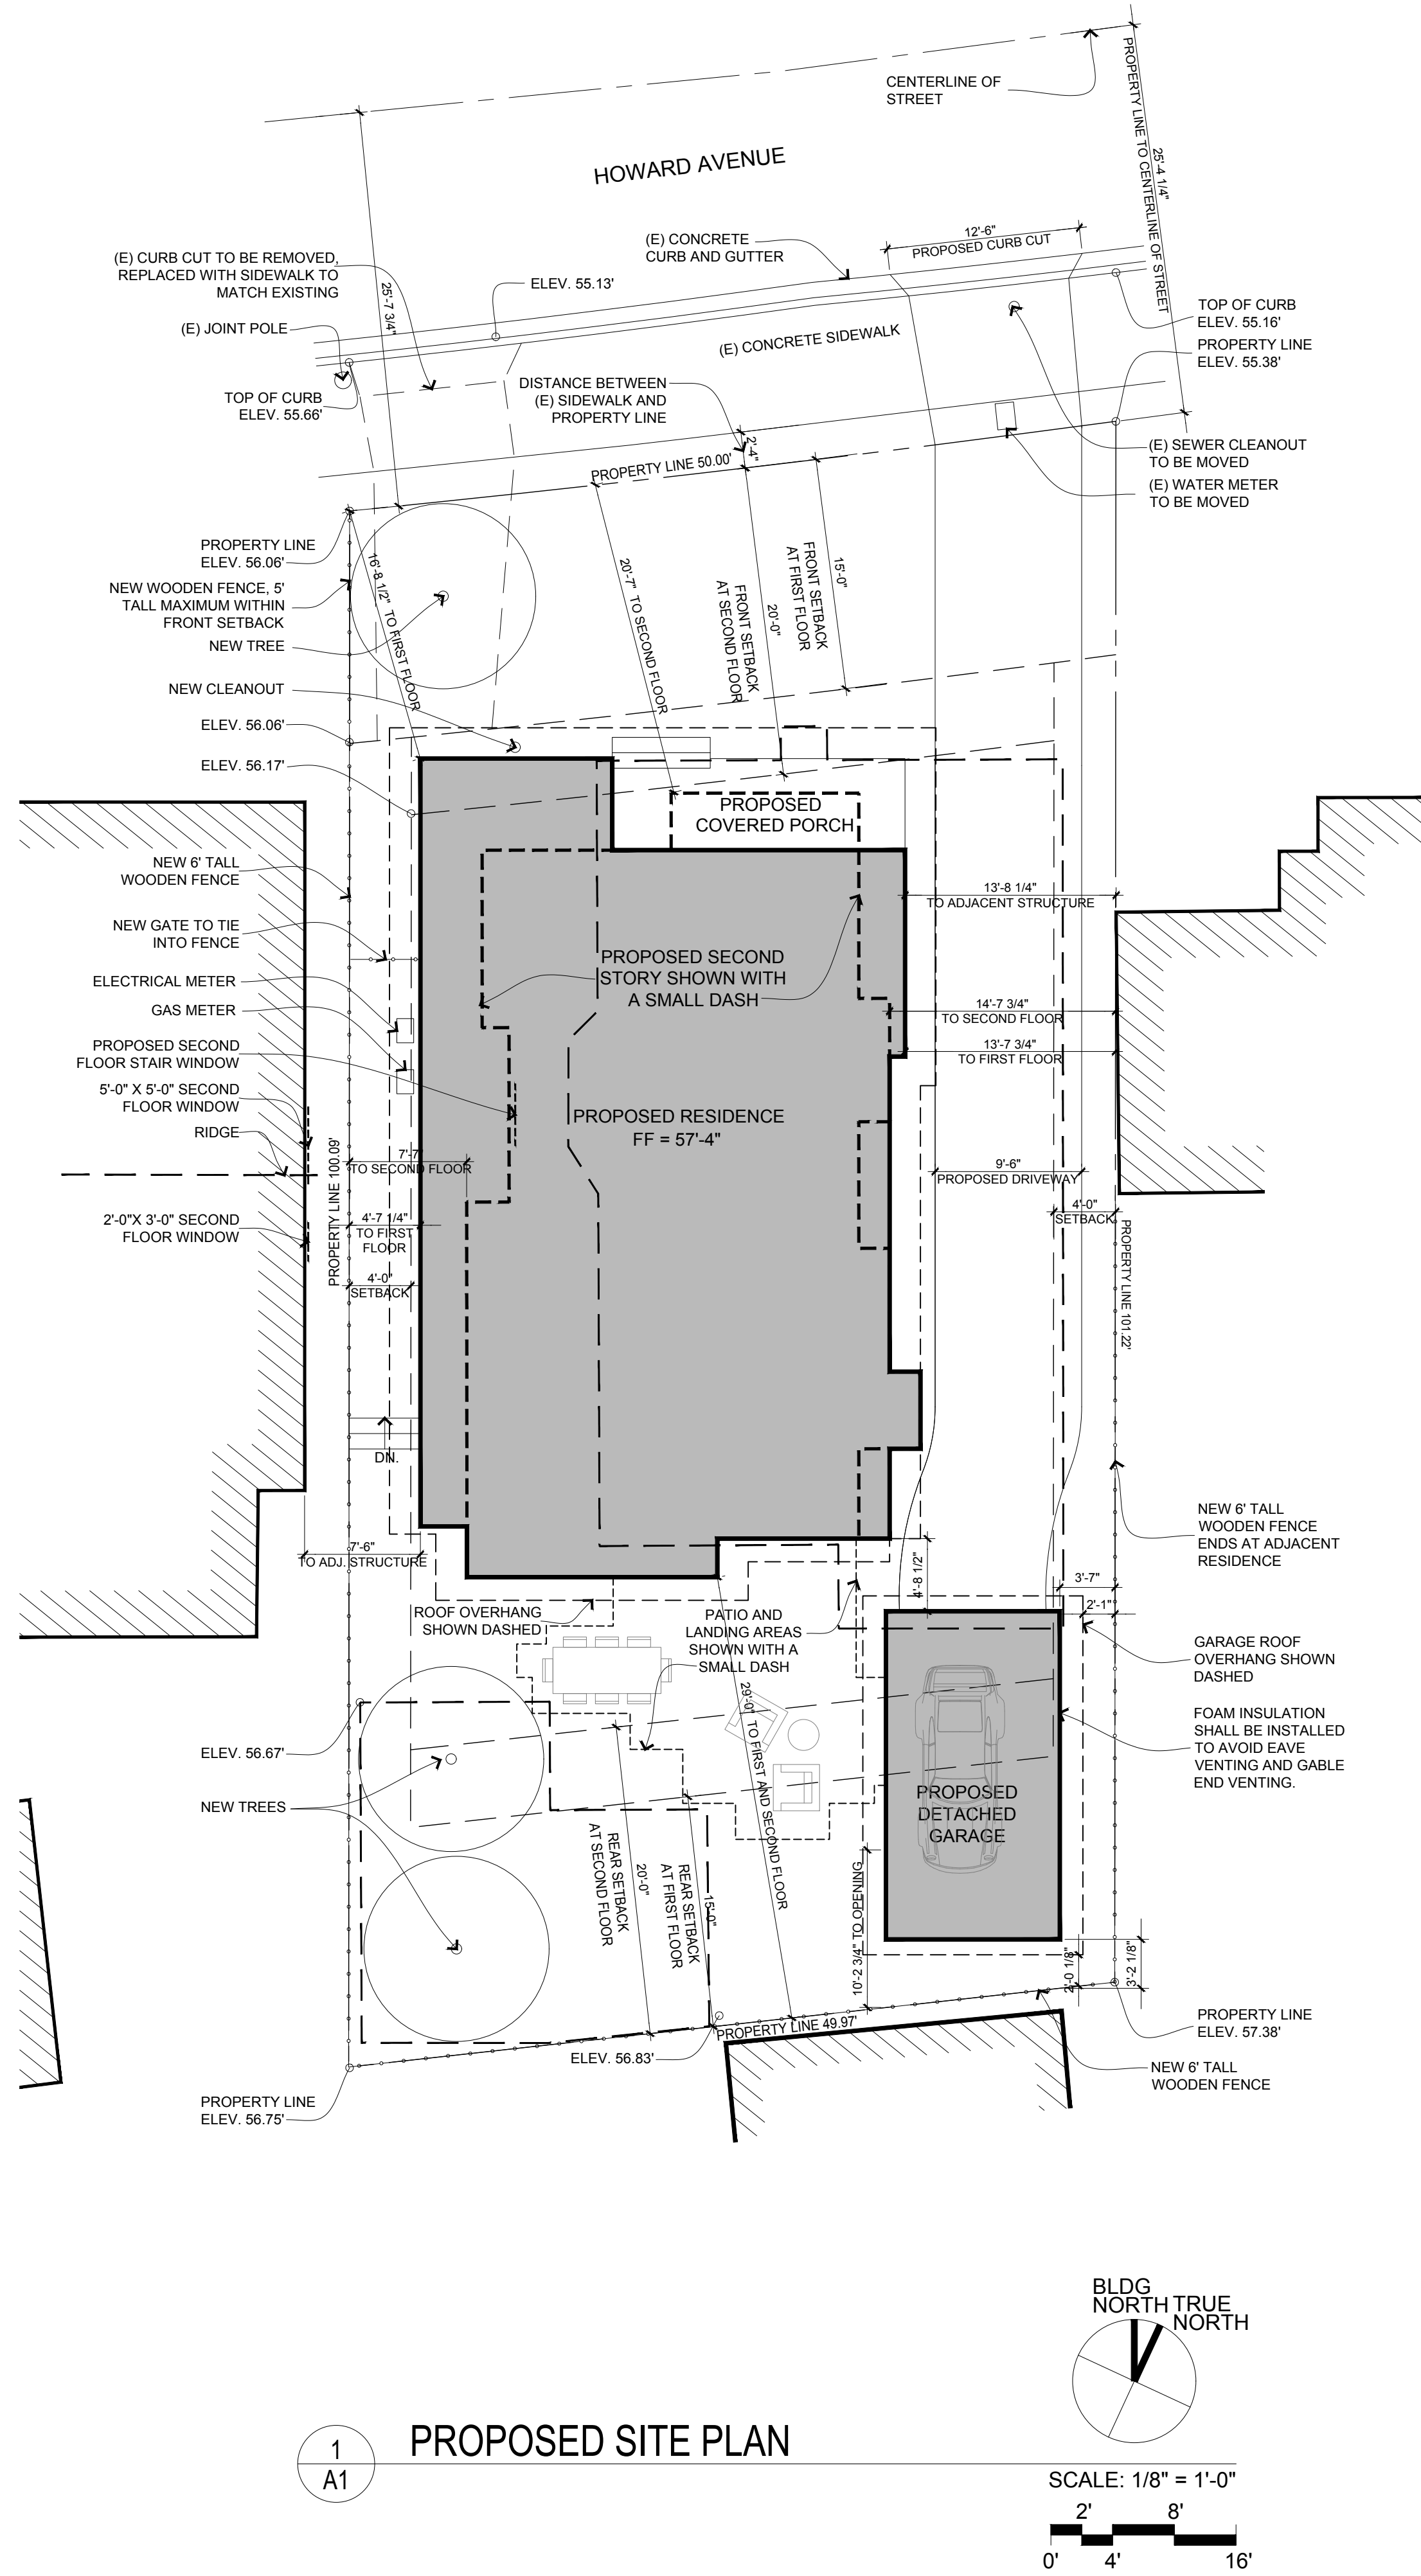 CENTERLINE OF
STREET
PROPERTY LINE TO CENTERLINE OF STREET
25'-4 1/4"
HOWARD AVENUE
12'-6"
PROPOSED CURB CUT
(E) CONCRETE
CURB AND GUTTER
(E) CURB CUT TO BE REMOVED,
REPLACED WITH SIDEWALK TO
MATCH EXISTING
25'-7 3/4"
ELEV. 55.13'
(E) JOINT POLE
TOP OF CURB
ELEV. 55.16'
(E) CONCRETE SIDEWALK
PROPERTY LINE
ELEV. 55.38'
TOP OF CURB
ELEV. 55.66'
DISTANCE BETWEEN
(E) SIDEWALK AND
PROPERTY LINE
2'-4"
PROPERTY LINE 50.00'
(E) SEWER CLEANOUT
TO BE MOVED
(E) WATER METER
TO BE MOVED
PROPERTY LINE
ELEV. 56.06'
NEW WOODEN FENCE, 5'
TALL MAXIMUM WITHIN
FRONT SETBACK
NEW TREE
16'-8 1/2" TO FIRST FLOOR
20'-7" TO SECOND FLOOR
FRONT SETBACK
AT SECOND FLOOR
20'-0"
FRONT SETBACK
AT FIRST FLOOR
15'-0"
NEW CLEANOUT
ELEV. 56.06'
ELEV. 56.17'
PROPOSED
COVERED PORCH
NEW 6' TALL
WOODEN FENCE
13'-8 1/4"
TO ADJACENT STRUCTURE
NEW GATE TO TIE
INTO FENCE
PROPOSED SECOND
STORY SHOWN WITH
A SMALL DASH
ELECTRICAL METER
GAS METER
14'-7 3/4"
TO SECOND FLOOR
PROPOSED SECOND
FLOOR STAIR WINDOW
13'-7 3/4"
TO FIRST FLOOR
5'-0" X 5'-0" SECOND
FLOOR WINDOW
RIDGE
PROPOSED RESIDENCE
FF = 57'-4"
7'-7"
TO SECOND FLOOR
9'-6"
PROPOSED DRIVEWAY
PROPERTY LINE 100.09'
4'-0"
SETBACK
2'-0"X 3'-0" SECOND
FLOOR WINDOW
4'-7 1/4"
TO FIRST
FLOOR
PROPERTY LINE 101.22'
4'-0"
SETBACK
DN.
NEW 6' TALL
WOODEN FENCE
ENDS AT ADJACENT
RESIDENCE
7'-6"
TO ADJ. STRUCTURE
4'-8 1/2"
3'-7"
2'-1"
ROOF OVERHANG
SHOWN DASHED
PATIO AND
LANDING AREAS
SHOWN WITH A
SMALL DASH
GARAGE ROOF
OVERHANG SHOWN
DASHED
29'-0" TO FIRST AND SECOND FLOOR
FOAM INSULATION
SHALL BE INSTALLED
TO AVOID EAVE
VENTING AND GABLE
END VENTING.
ELEV. 56.67'
NEW TREES
PROPOSED
DETACHED
GARAGE
REAR SETBACK
AT SECOND FLOOR
20'-0"
REAR SETBACK
AT FIRST FLOOR
15'-0"
10'-2 3/4" TO OPENING
2'-0 1/8"
3'-2 1/8"
PROPERTY LINE 49.97'
PROPERTY LINE
ELEV. 57.38'
ELEV. 56.83'
NEW 6' TALL
WOODEN FENCE
PROPERTY LINE
ELEV. 56.75'
BLDG
NORTH
TRUE
NORTH
1
A1
PROPOSED SITE PLAN
SCALE: 1/8" = 1'-0"
2' 8'
0' 4' 16'